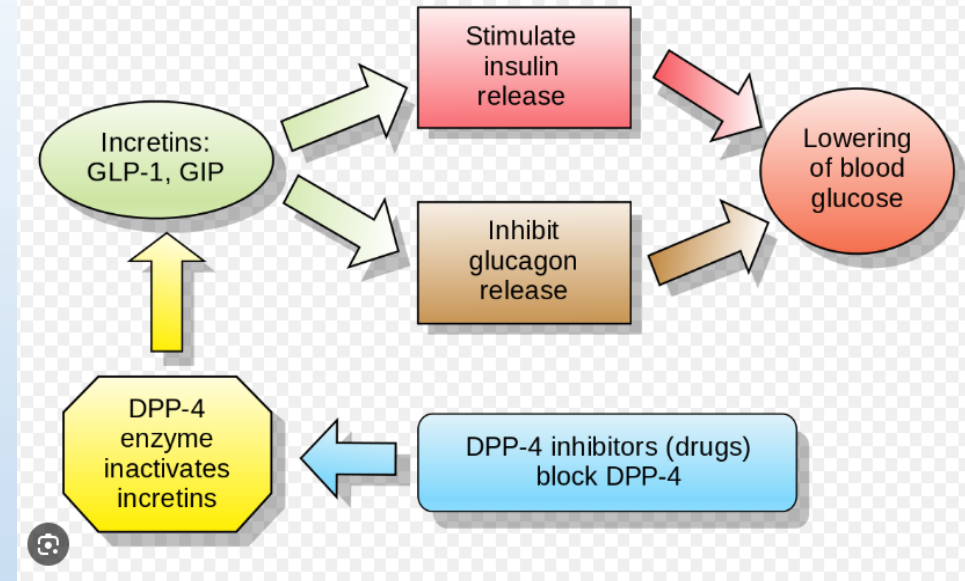 Stimulate
insulin
release
Incretins:
GLP-1, GIP
Lowering
of blood
glucose
Inhibit
glucagon
release
DPP-4
enzyme
inactivates
incretins
DPP-4 inhibitors (drugs)
block DPP-4